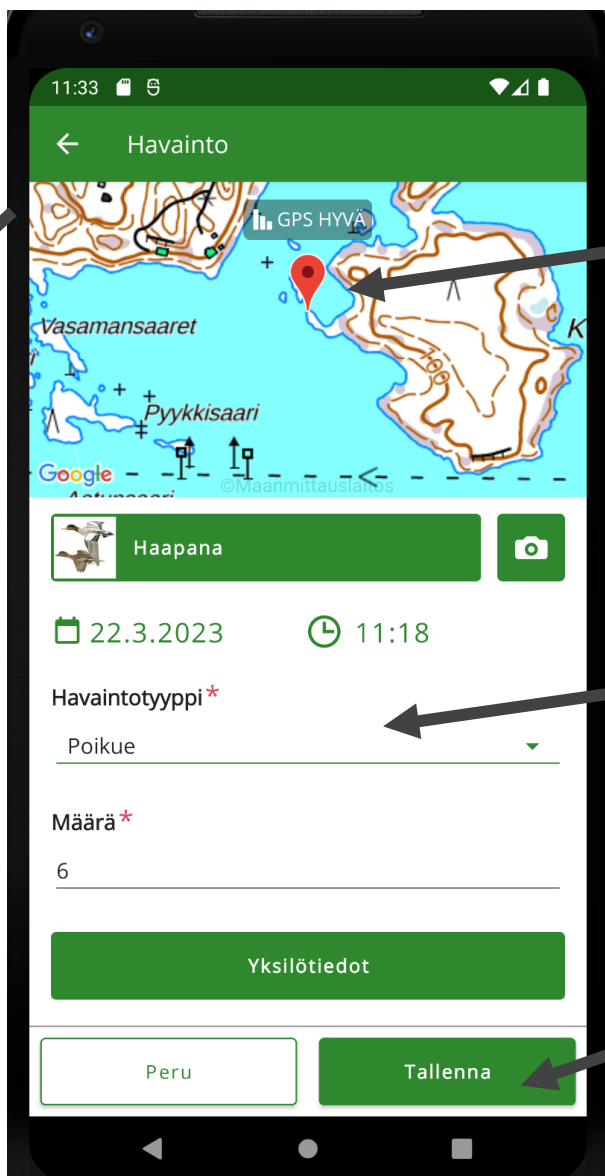 11:33
Havainto
GPS HYVÄ
Vasamansaaret
K
Pyykkisaari
100
Google
©Maanmittauslaitos
Haapana
22.3.2023 11:18
Havaintotyyppi*
Poikue
Määrä*
6
Yksilötiedot
Peru Tallenna